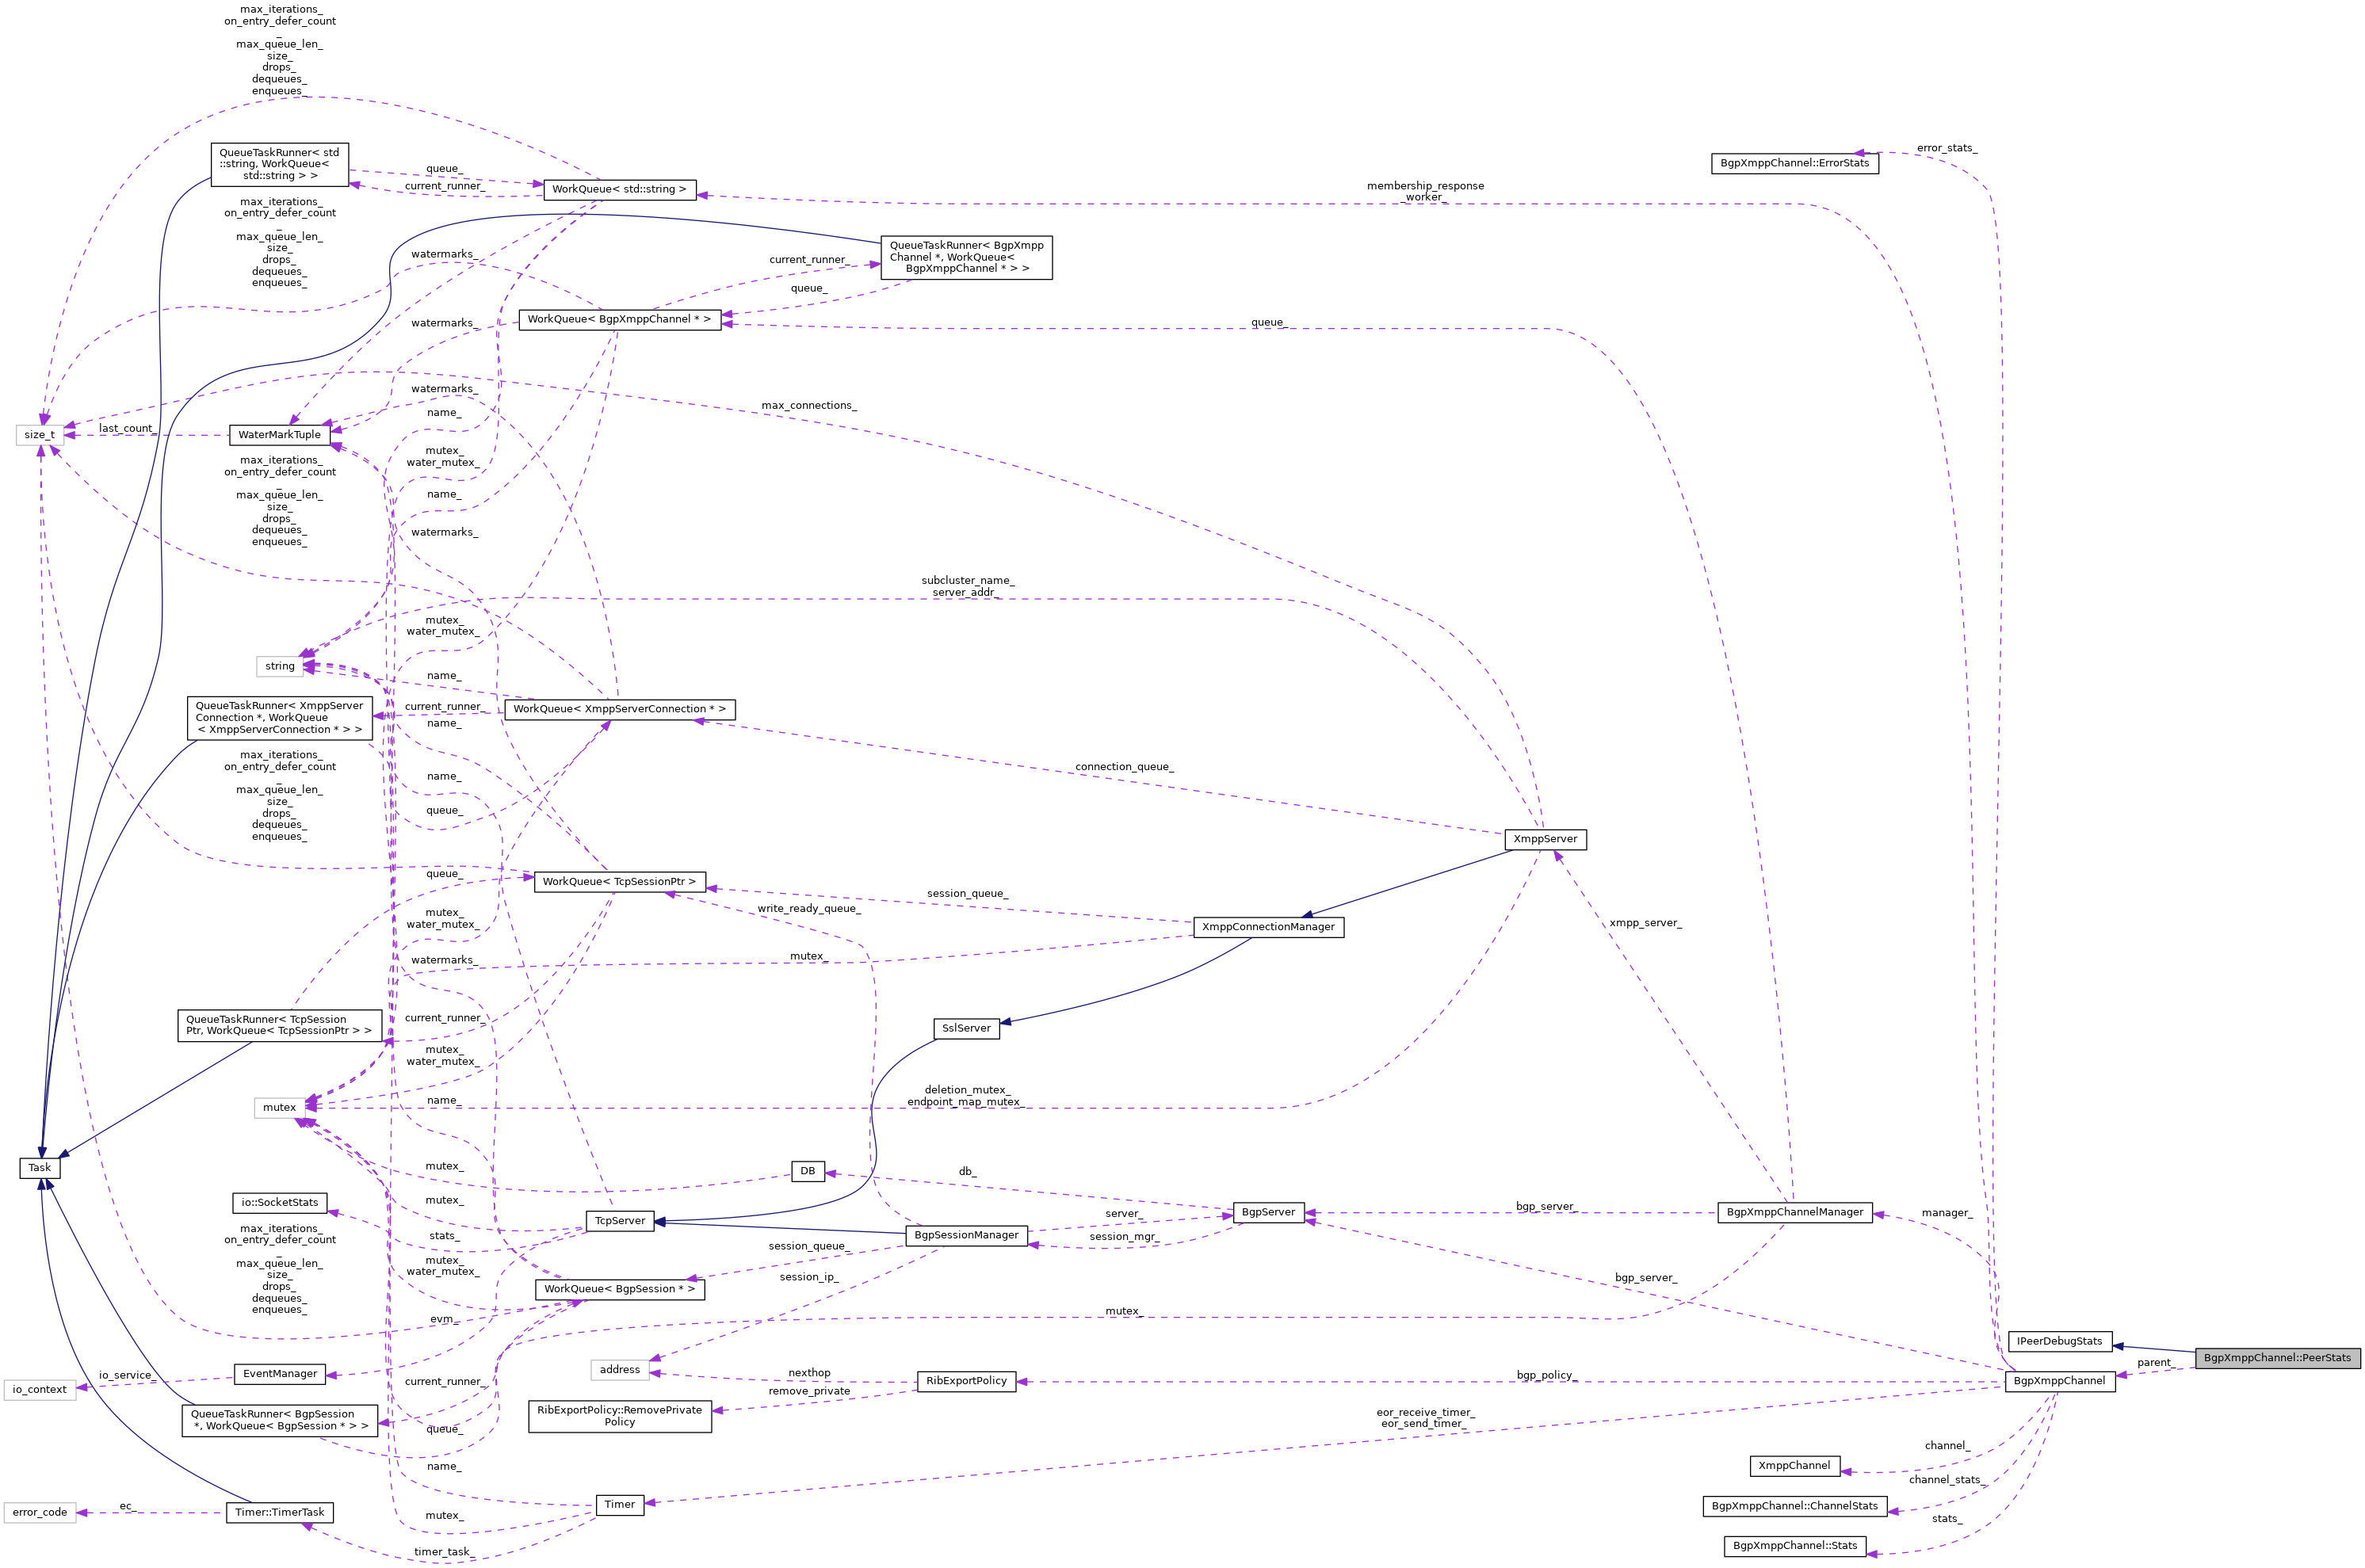 max_iterations_
on_entry_defer_count
_
max_queue_len_
size_
drops_
dequeues_
enqueues_
QueueTaskRunner< std
::string, WorkQueue<
std::string > >
queue_
current_runner_
WorkQueue< std::string >
membership_response
_worker_
BgpXmppChannel::ErrorStats
error_stats_
max_iterations_
on_entry_defer_count
_
max_queue_len_
size_
drops_
dequeues_
enqueues_
watermarks_
current_runner_
QueueTaskRunner< BgpXmpp
Channel *, WorkQueue<
BgpXmppChannel * > >
queue_
watermarks_
WorkQueue< BgpXmppChannel * >
queue_
watermarks_
name_
max_connections_
size_t
last_count_
WaterMarkTuple
mutex_
water_mutex_
max_iterations_
on_entry_defer_count
_
max_queue_len_
size_
drops_
dequeues_
enqueues_
name_
watermarks_
subcluster_name_
server_addr_
mutex_
water_mutex_
string
name_
QueueTaskRunner< XmppServer
Connection *, WorkQueue
< XmppServerConnection * > >
current_runner_
WorkQueue< XmppServerConnection * >
name_
max_iterations_
on_entry_defer_count
_
max_queue_len_
size_
drops_
dequeues_
enqueues_
name_
connection_queue_
queue_
XmppServer
queue_
WorkQueue< TcpSessionPtr >
session_queue_
write_ready_queue_
mutex_
water_mutex_
XmppConnectionManager
xmpp_server_
watermarks_
mutex_
QueueTaskRunner< TcpSession
Ptr, WorkQueue< TcpSessionPtr > >
current_runner_
SslServer
mutex_
water_mutex_
deletion_mutex_
endpoint_map_mutex_
mutex
name_
Task
mutex_
DB
db_
io::SocketStats
mutex_
TcpServer
server_
BgpServer
bgp_server_
BgpXmppChannelManager
manager_
stats_
BgpSessionManager
session_mgr_
max_iterations_
on_entry_defer_count
_
max_queue_len_
size_
drops_
dequeues_
enqueues_
mutex_
water_mutex_
session_queue_
session_ip_
bgp_server_
WorkQueue< BgpSession * >
evm_
mutex_
IPeerDebugStats
BgpXmppChannel::PeerStats
parent_
io_context
io_service_
EventManager
address
nexthop
RibExportPolicy
bgp_policy_
BgpXmppChannel
current_runner_
remove_private
QueueTaskRunner< BgpSession
*, WorkQueue< BgpSession * > >
queue_
RibExportPolicy::RemovePrivate
Policy
eor_receive_timer_
eor_send_timer_
channel_
name_
XmppChannel
channel_stats_
error_code
ec_
Timer::TimerTask
mutex_
Timer
BgpXmppChannel::ChannelStats
stats_
timer_task_
BgpXmppChannel::Stats